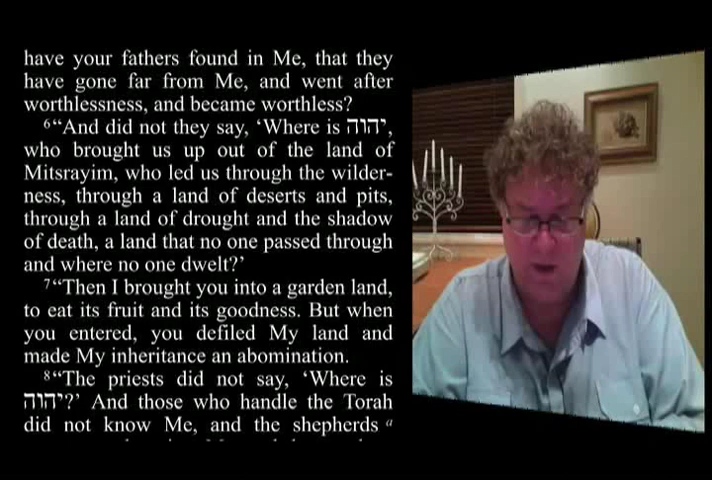 have your fathers found in Me, that they
have gone far from Me, and went after
worthlessness, and became worthless?
⁶“And did not they say, ‘Where is יהוה,
who brought us up out of the land of
Mitsrayim, who led us through the wilder-
ness, through a land of deserts and pits,
through a land of drought and the shadow
of death, a land that no one passed through
and where no one dwelt?’
⁷“Then I brought you into a garden land,
to eat its fruit and its goodness. But when
you entered, you defiled My land and
made My inheritance an abomination.
⁸“The priests did not say, ‘Where is
יהוה?’ And those who handle the Torah
did not know Me, and the shepherds ᵃ